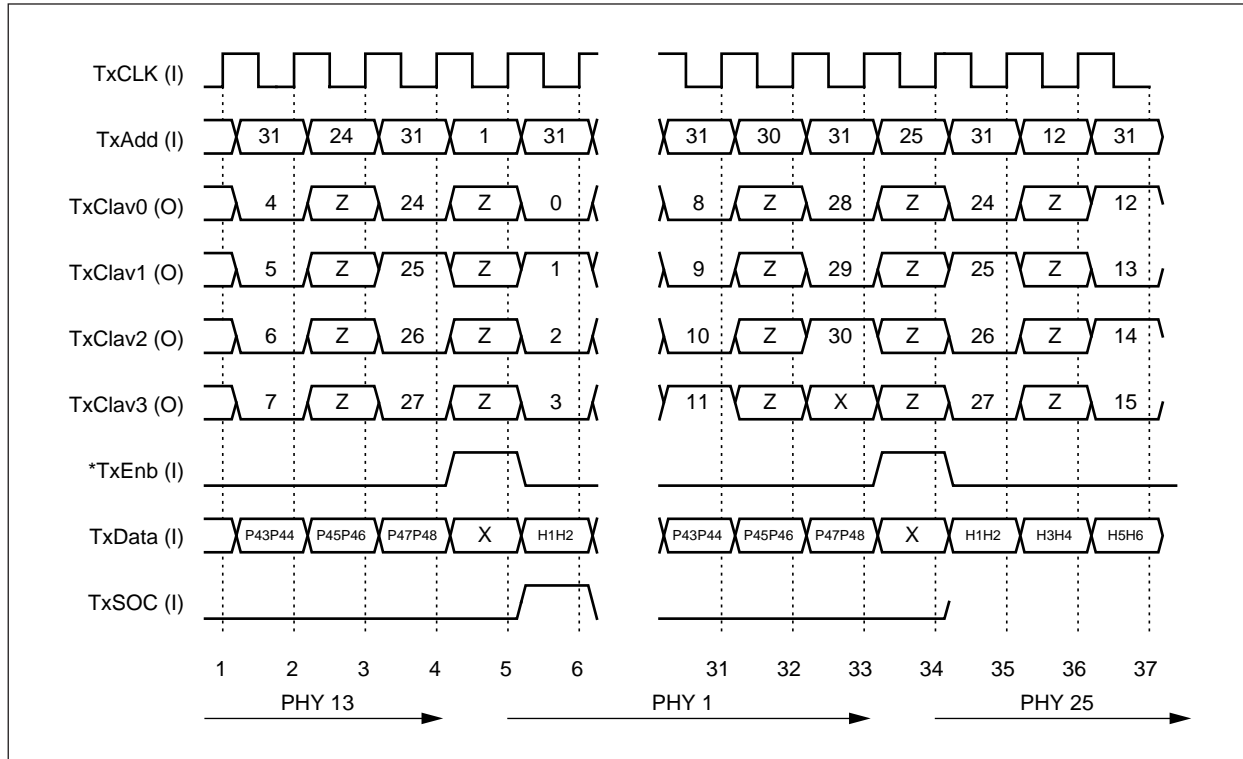 TxCLK (I)
TxAdd (I) 31 24 31 1 31 31 30 31 25 31 12 31
TxClav0 (O) 4 Z 24 Z 0 8 Z 28 Z 24 Z 12
TxClav1 (O) 5 Z 25 Z 1 9 Z 29 Z 25 Z 13
TxClav2 (O) 6 Z 26 Z 2 10 Z 30 Z 26 Z 14
TxClav3 (O) 7 Z 27 Z 3 11 Z X Z 27 Z 15
*TxEnb (I)
TxData (I) P43P44 P45P46 P47P48 X H1H2 P43P44 P45P46 P47P48 X H1H2 H3H4 H5H6
TxSOC (I)
1 2 3 4 5 6 31 32 33 34 35 36 37
PHY 13 PHY 1 PHY 25